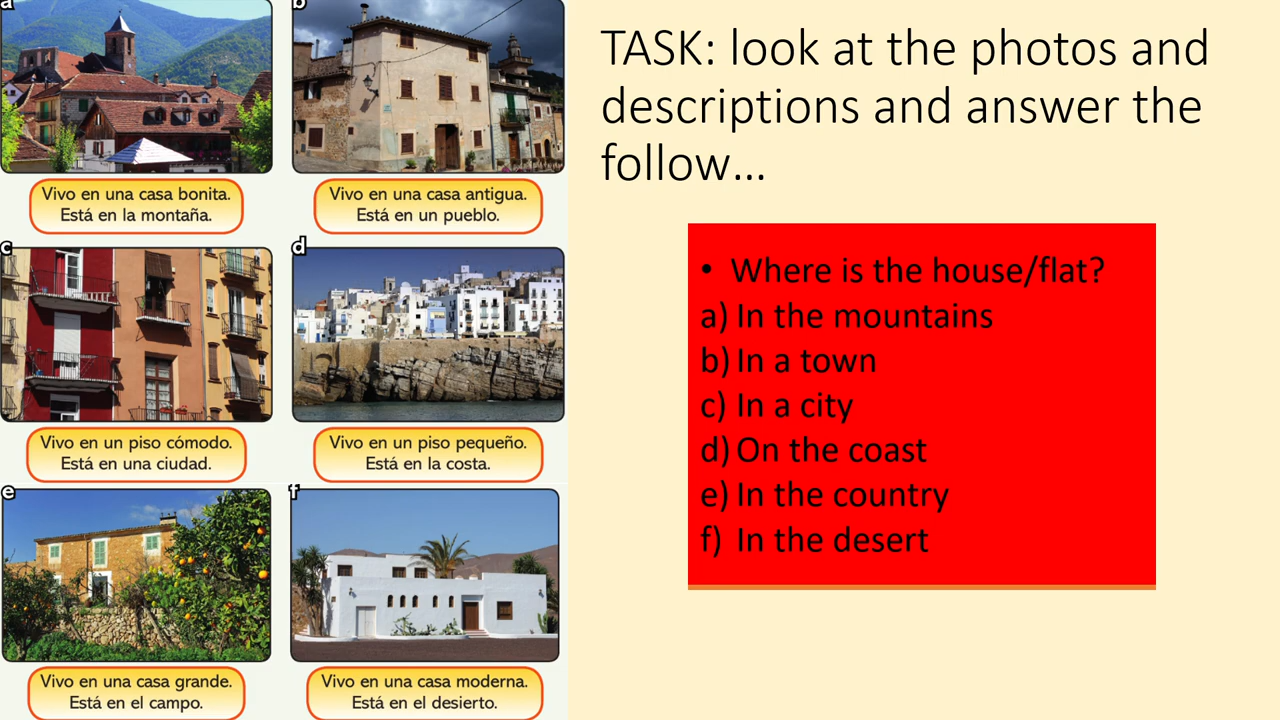 a
b
Vivo en una casa bonita.
Está en la montaña.
Vivo en una casa antigua.
Está en un pueblo.
c
d
Vivo en un piso cómodo.
Está en una ciudad.
Vivo en un piso pequeño.
Está en la costa.
e
f
Vivo en una casa grande.
Está en el campo.
Vivo en una casa moderna.
Está en el desierto.
TASK: look at the photos and
descriptions and answer the
follow…
• Where is the house/flat?
a) In the mountains
b) In a town
c) In a city
d) On the coast
e) In the country
f) In the desert